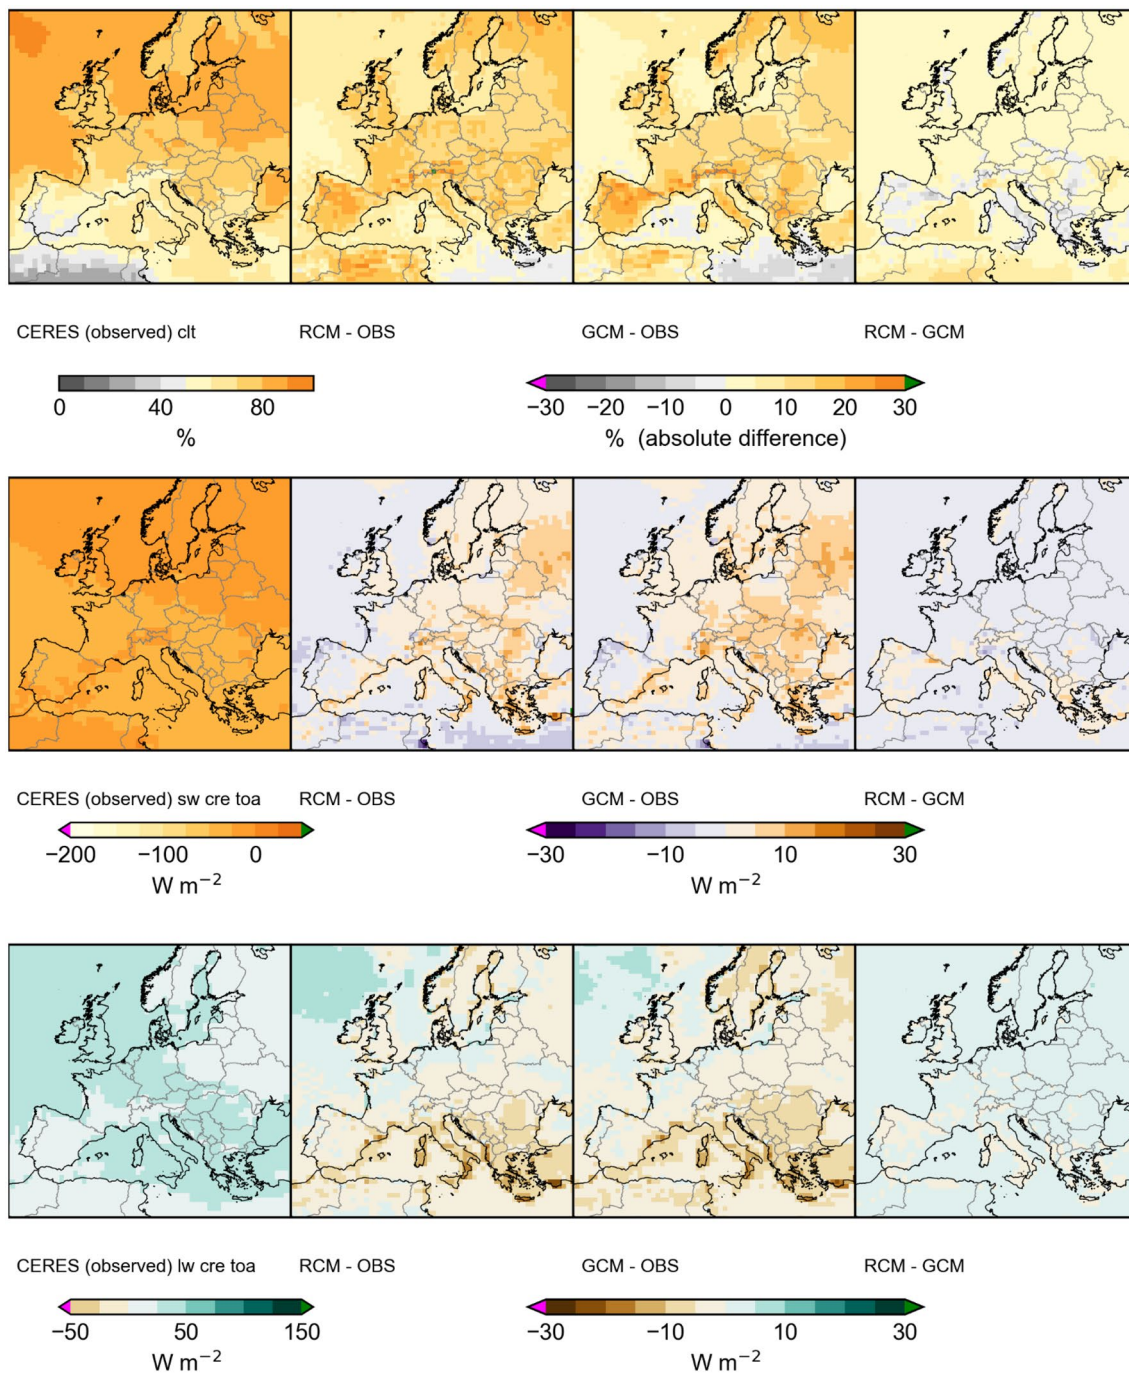 CERES (observed) clt RCM - OBS GCM - OBS RCM - GCM
0 40 80 −30 −20 −10 0 10 20 30
% % (absolute difference)
CERES (observed) sw cre toa RCM - OBS GCM - OBS RCM - GCM
−200 −100 0 −30 −10 10 30
W m⁻² W m⁻²
CERES (observed) lw cre toa RCM - OBS GCM - OBS RCM - GCM
−50 50 150 −30 −10 10 30
W m⁻² W m⁻²